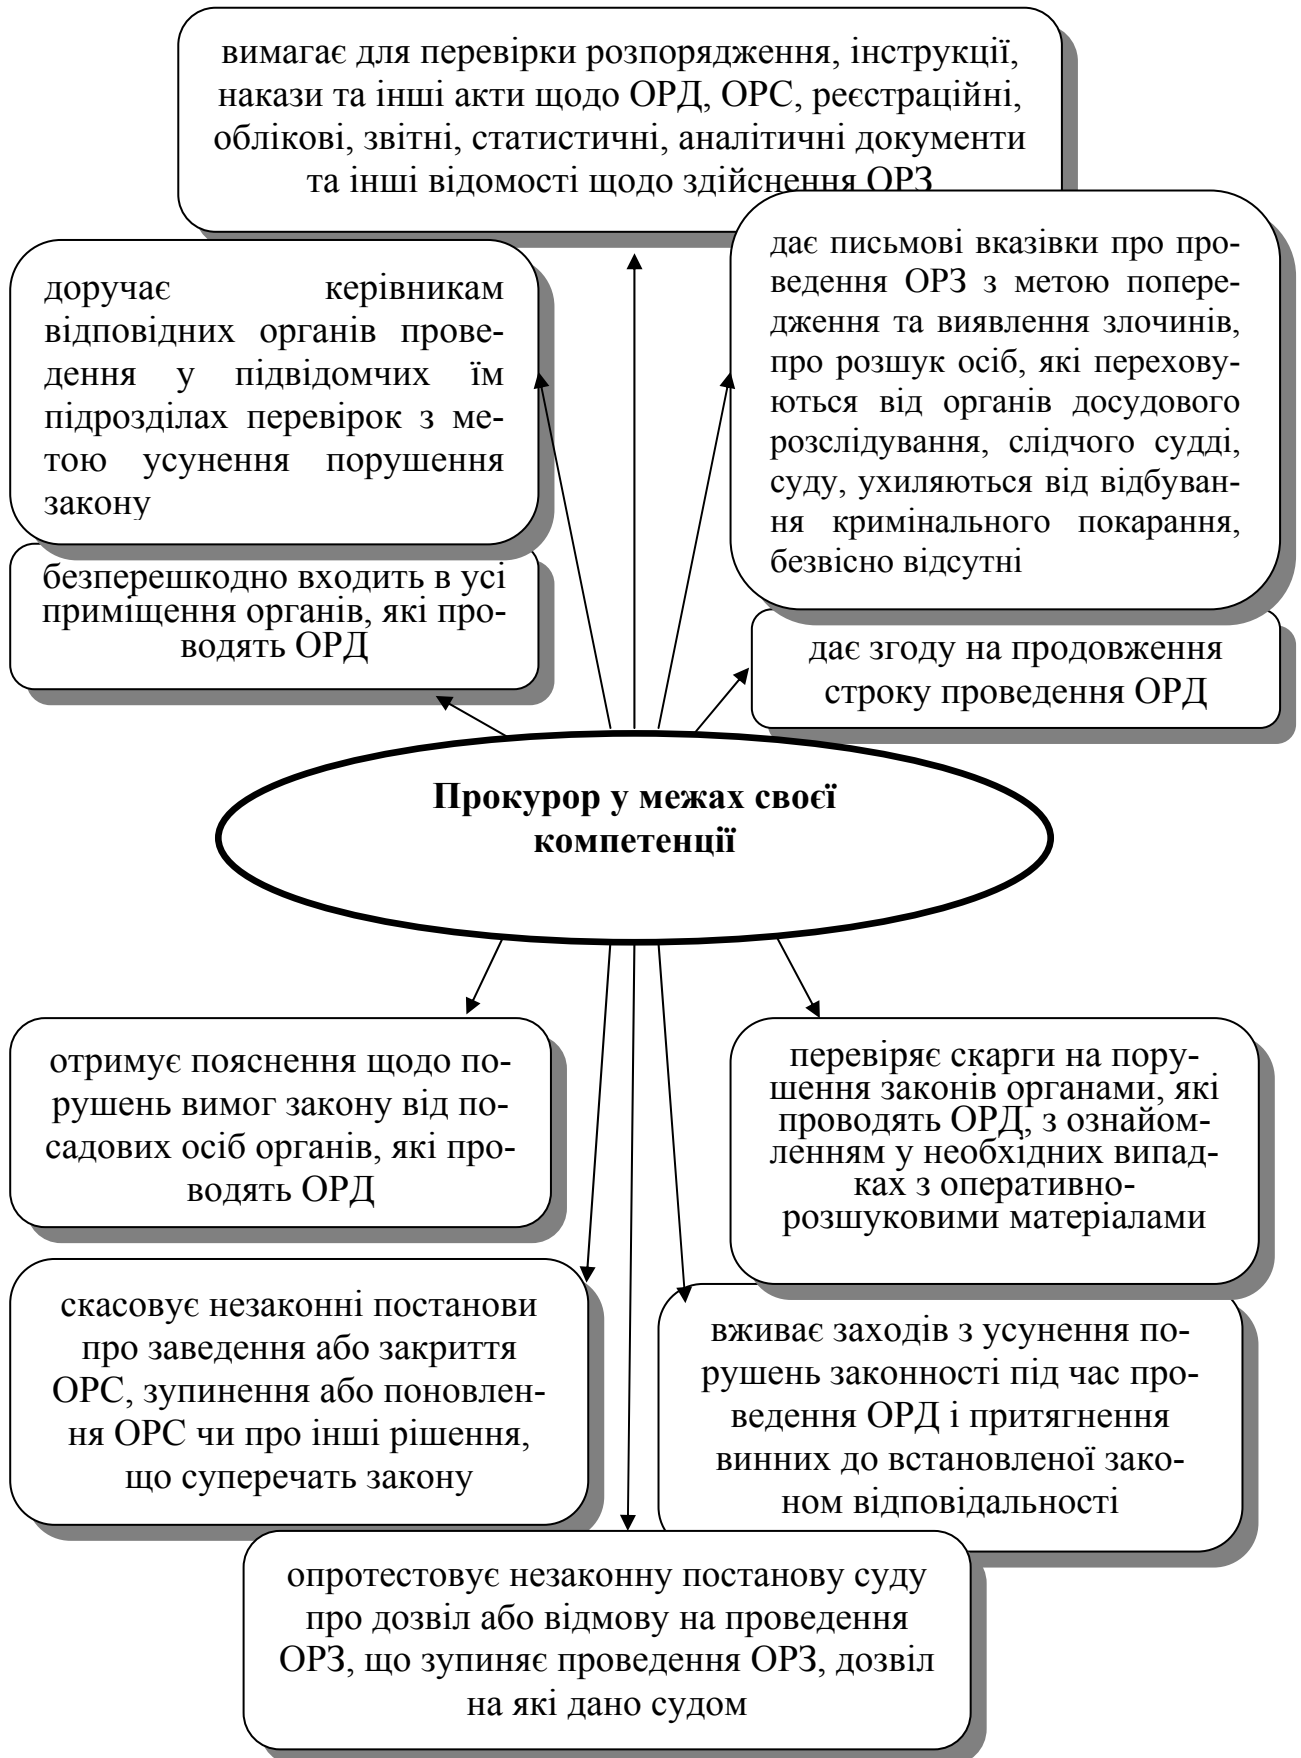 вимагає для перевірки розпорядження, інструкції,
накази та інші акти щодо ОРД, ОРС, реєстраційні,
облікові, звітні, статистичні, аналітичні документи
та інші відомості щодо здійснення ОРЗ
доручає керівникам
відповідних органів прове-
дення у підвідомчих їм
підрозділах перевірок з ме-
тою усунення порушення
закону
дає письмові вказівки про про-
ведення ОРЗ з метою попере-
дження та виявлення злочинів,
про розшук осіб, які перехову-
ються від органів досудового
розслідування, слідчого судді,
суду, ухиляються від відбуван-
ня кримінального покарання,
безвісно відсутні
безперешкодно входить в усі
приміщення органів, які про-
водять ОРД
дає згоду на продовження
строку проведення ОРД
Прокурор у межах своєї
компетенції
отримує пояснення щодо по-
рушень вимог закону від по-
садових осіб органів, які про-
водять ОРД
перевіряє скарги на пору-
шення законів органами, які
проводять ОРД, з ознайом-
ленням у необхідних випад-
ках з оперативно-
розшуковими матеріалами
скасовує незаконні постанови
про заведення або закриття
ОРС, зупинення або поновлен-
ня ОРС чи про інші рішення,
що суперечать закону
вживає заходів з усунення по-
рушень законності під час про-
ведення ОРД і притягнення
винних до встановленої зако-
ном відповідальності
опротестовує незаконну постанову суду
про дозвіл або відмову на проведення
ОРЗ, що зупиняє проведення ОРЗ, дозвіл
на які дано судом